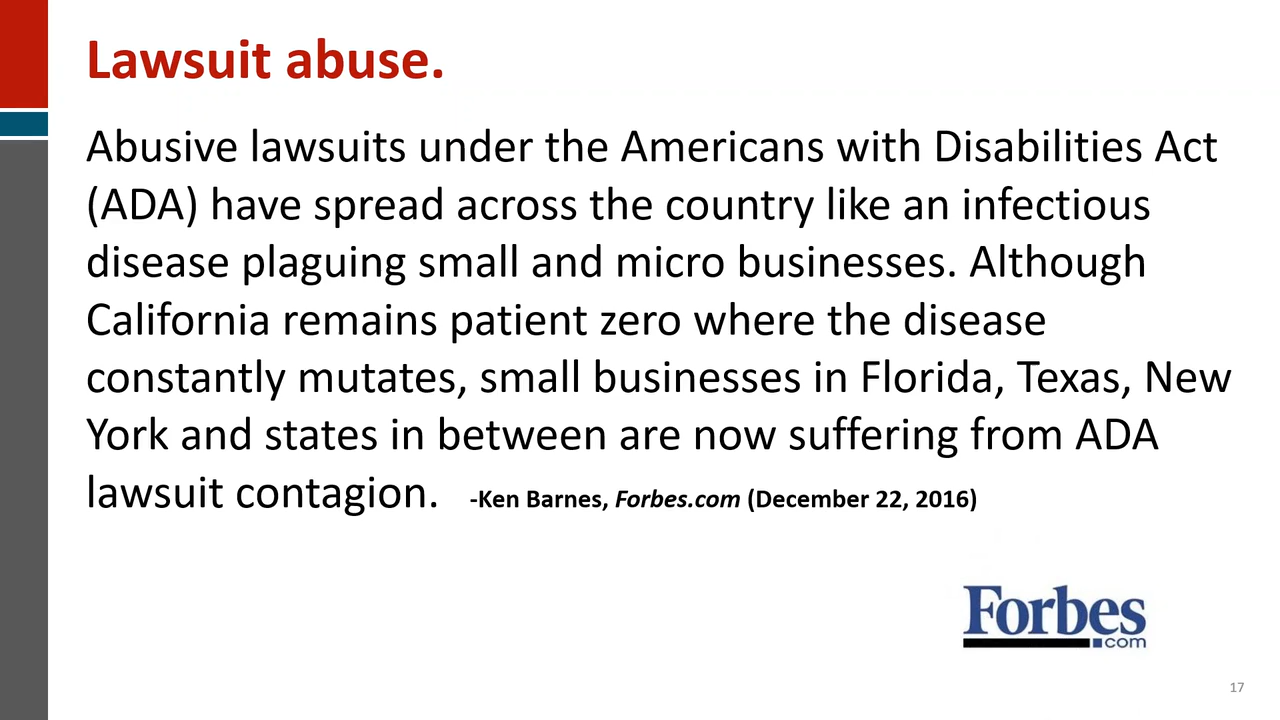 Lawsuit abuse.
Abusive lawsuits under the Americans with Disabilities Act
(ADA) have spread across the country like an infectious
disease plaguing small and micro businesses. Although
California remains patient zero where the disease
constantly mutates, small businesses in Florida, Texas, New
York and states in between are now suffering from ADA
lawsuit contagion. -Ken Barnes, Forbes.com (December 22, 2016)
Forbes
com
17